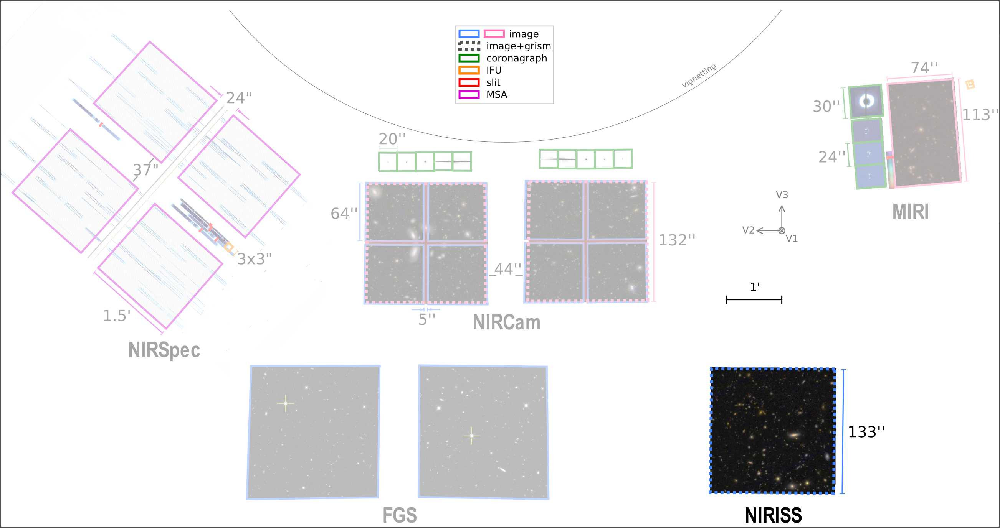 image
image+grism
coronagraph
IFU
slit
MSA
vignetting
24"
37"
3x3"
1.5'
NIRSpec
20''
64''
_44''_
132''
5''
NIRCam
74''
30''
113''
24''
MIRI
V3
V2
V1
1'
FGS
133''
NIRISS